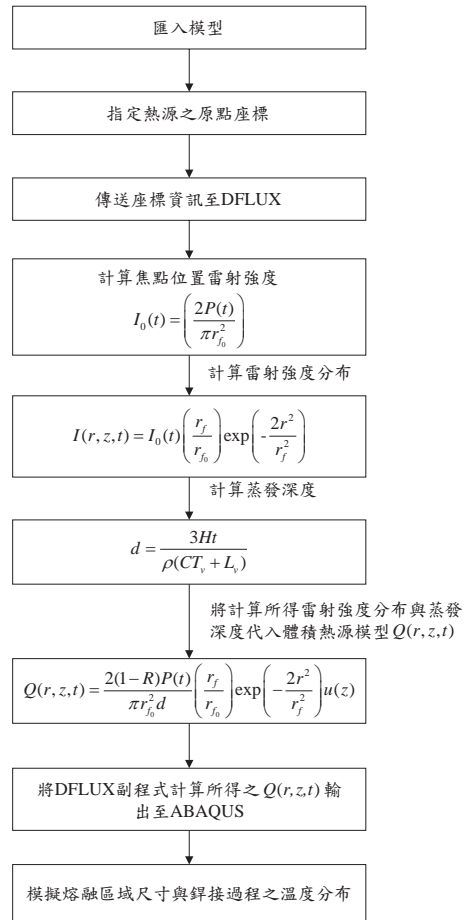 匯入模型
指定熱源之原點座標
傳送座標資訊至DFLUX
計算焦點位置雷射強度
I_0(t) = \left( \frac{2P(t)}{\pi r_{f_0}^2} \right)
計算雷射強度分布
I(r,z,t) = I_0(t) \left( \frac{r_f}{r_{f_0}} \right) \exp\left( -\frac{2r^2}{r_f^2} \right)
計算蒸發深度
d = \frac{3Ht}{\rho(CT_v + L_v)}
將計算所得雷射強度分布與蒸發
深度代入體積熱源模型Q(r,z,t)
Q(r,z,t) = \frac{2(1-R)P(t)}{\pi r_{f_0}^2 d} \left( \frac{r_f}{r_{f_0}} \right) \exp\left( -\frac{2r^2}{r_f^2} \right) u(z)
將DFLUX副程式計算所得之 Q(r,z,t) 輸
出至ABAQUS
模擬熔融區域尺寸與銲接過程之溫度分布